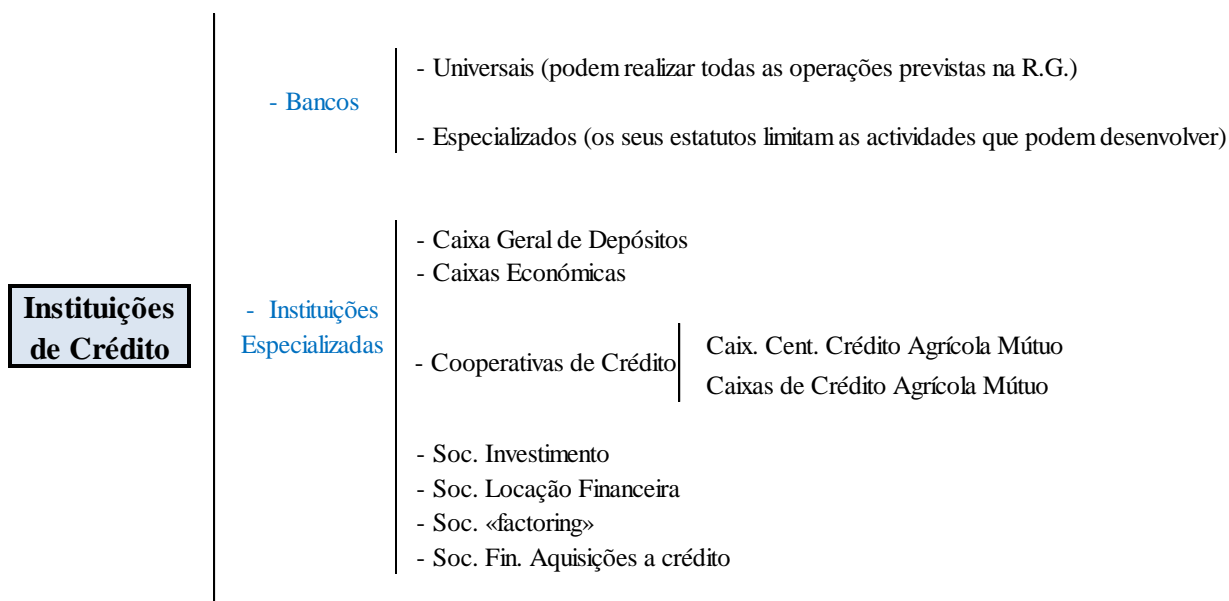 Instituições
de Crédito
- Bancos
- Universais (podem realizar todas as operações previstas na R.G.)
- Especializados (os seus estatutos limitam as actividades que podem desenvolver)
- Instituições
Especializadas
- Caixa Geral de Depósitos
- Caixas Económicas
- Cooperativas de Crédito
Caix. Cent. Crédito Agrícola Mútuo
Caixas de Crédito Agrícola Mútuo
- Soc. Investimento
- Soc. Locação Financeira
- Soc. «factoring»
- Soc. Fin. Aquisições a crédito